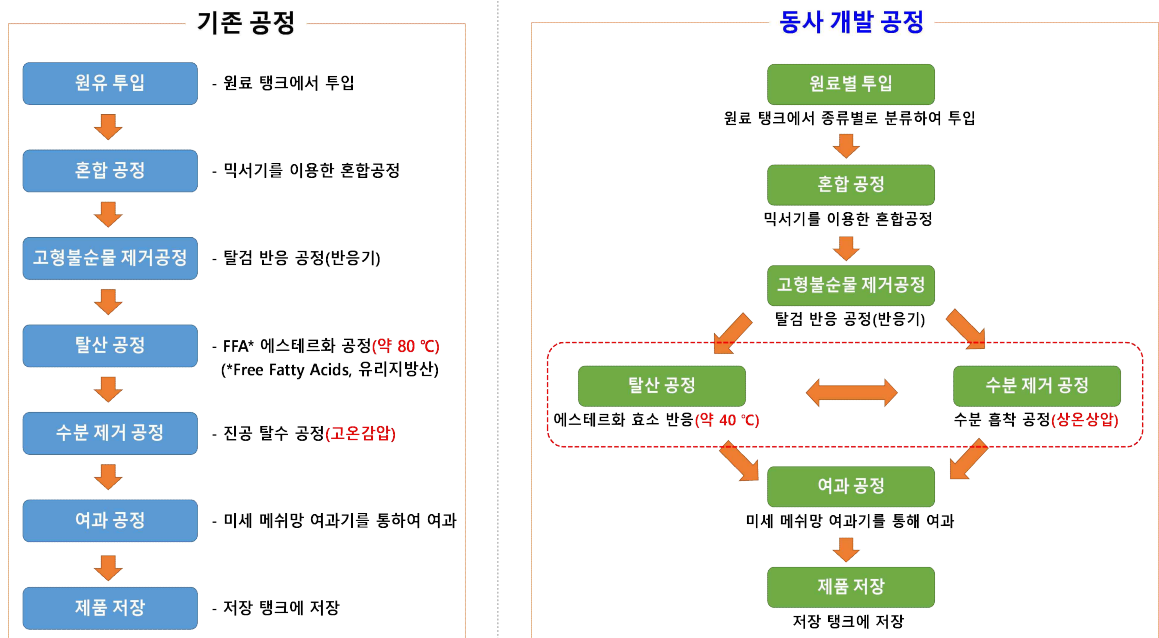 기존 공정
원유 투입
- 원료 탱크에서 투입
혼합 공정
- 믹서기를 이용한 혼합공정
고형불순물 제거공정
- 탈검 반응 공정(반응기)
탈산 공정
- FFA* 에스테르화 공정(약 80 ℃)
(*Free Fatty Acids, 유리지방산)
수분 제거 공정
- 진공 탈수 공정(고온감압)
여과 공정
- 미세 메쉬망 여과기를 통하여 여과
제품 저장
- 저장 탱크에 저장
동사 개발 공정
원료별 투입
원료 탱크에서 종류별로 분류하여 투입
혼합 공정
믹서기를 이용한 혼합공정
고형불순물 제거공정
탈검 반응 공정(반응기)
탈산 공정
에스테르화 효소 반응(약 40 ℃)
수분 제거 공정
수분 흡착 공정(상온상압)
여과 공정
미세 메쉬망 여과기를 통해 여과
제품 저장
저장 탱크에 저장